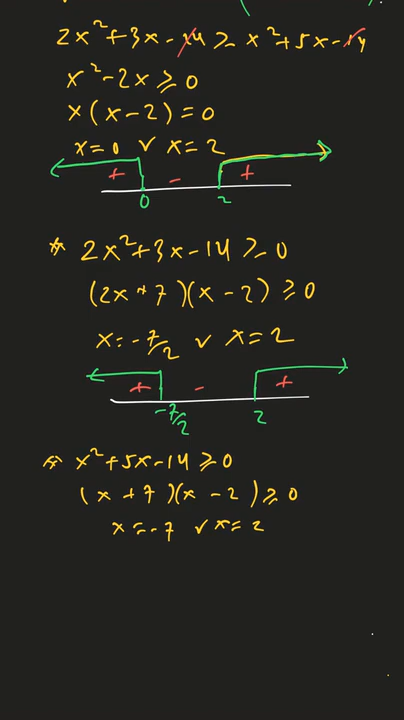 2x²+3x-14 ≥ x²+5x-14
x²-2x ≥ 0
x(x-2)=0
x=0 ∨ x=2
+ - +
0 2
* 2x²+3x-14 ≥ 0
(2x+7)(x-2) ≥ 0
x=-7/2 ∨ x=2
+ - +
-7/2 2
* x²+5x-14 ≥ 0
(x+7)(x-2) ≥ 0
x=-7 ∨ x=2